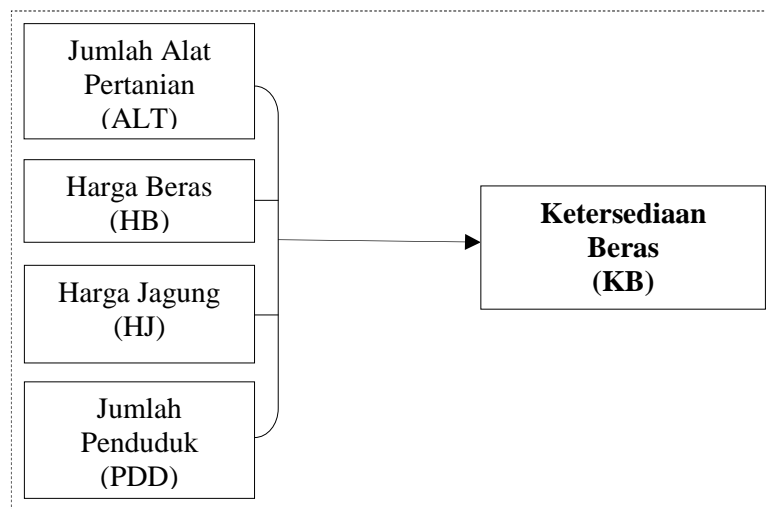 Jumlah Alat
Pertanian
(ALT)
Harga Beras
(HB)
Harga Jagung
(HJ)
Jumlah
Penduduk
(PDD)
Ketersediaan
Beras
(KB)